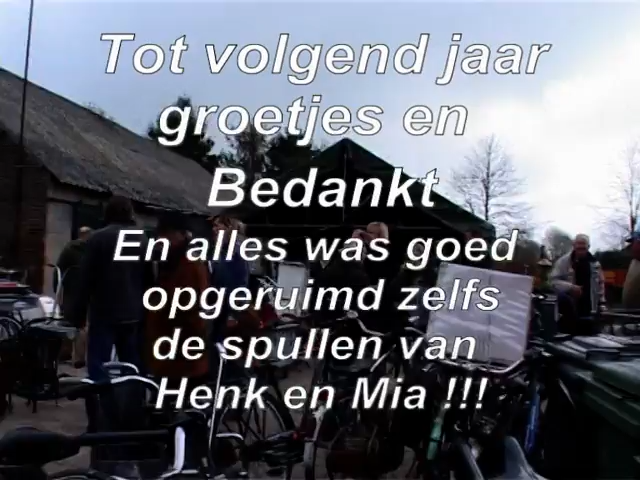 Tot volgend jaar
groetjes en
Bedankt
En alles was goed
opgeruimd zelfs
de spullen van
Henk en Mia !!!